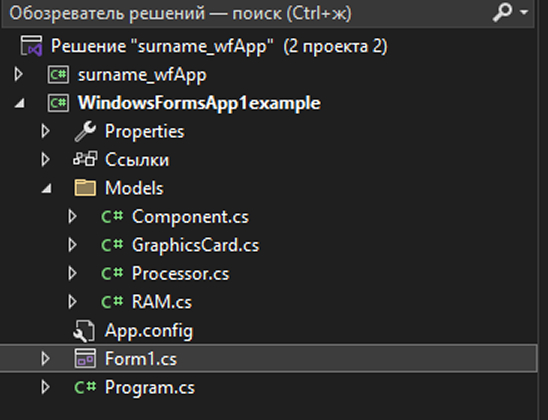 Обозреватель решений — поиск (Ctrl+ж)
Решение "surname_wfApp" (2 проекта 2)
C# surname_wfApp
C# WindowsFormsApp1example
Properties
Ссылки
Models
C# Component.cs
C# GraphicsCard.cs
C# Processor.cs
C# RAM.cs
App.config
Form1.cs
C# Program.cs